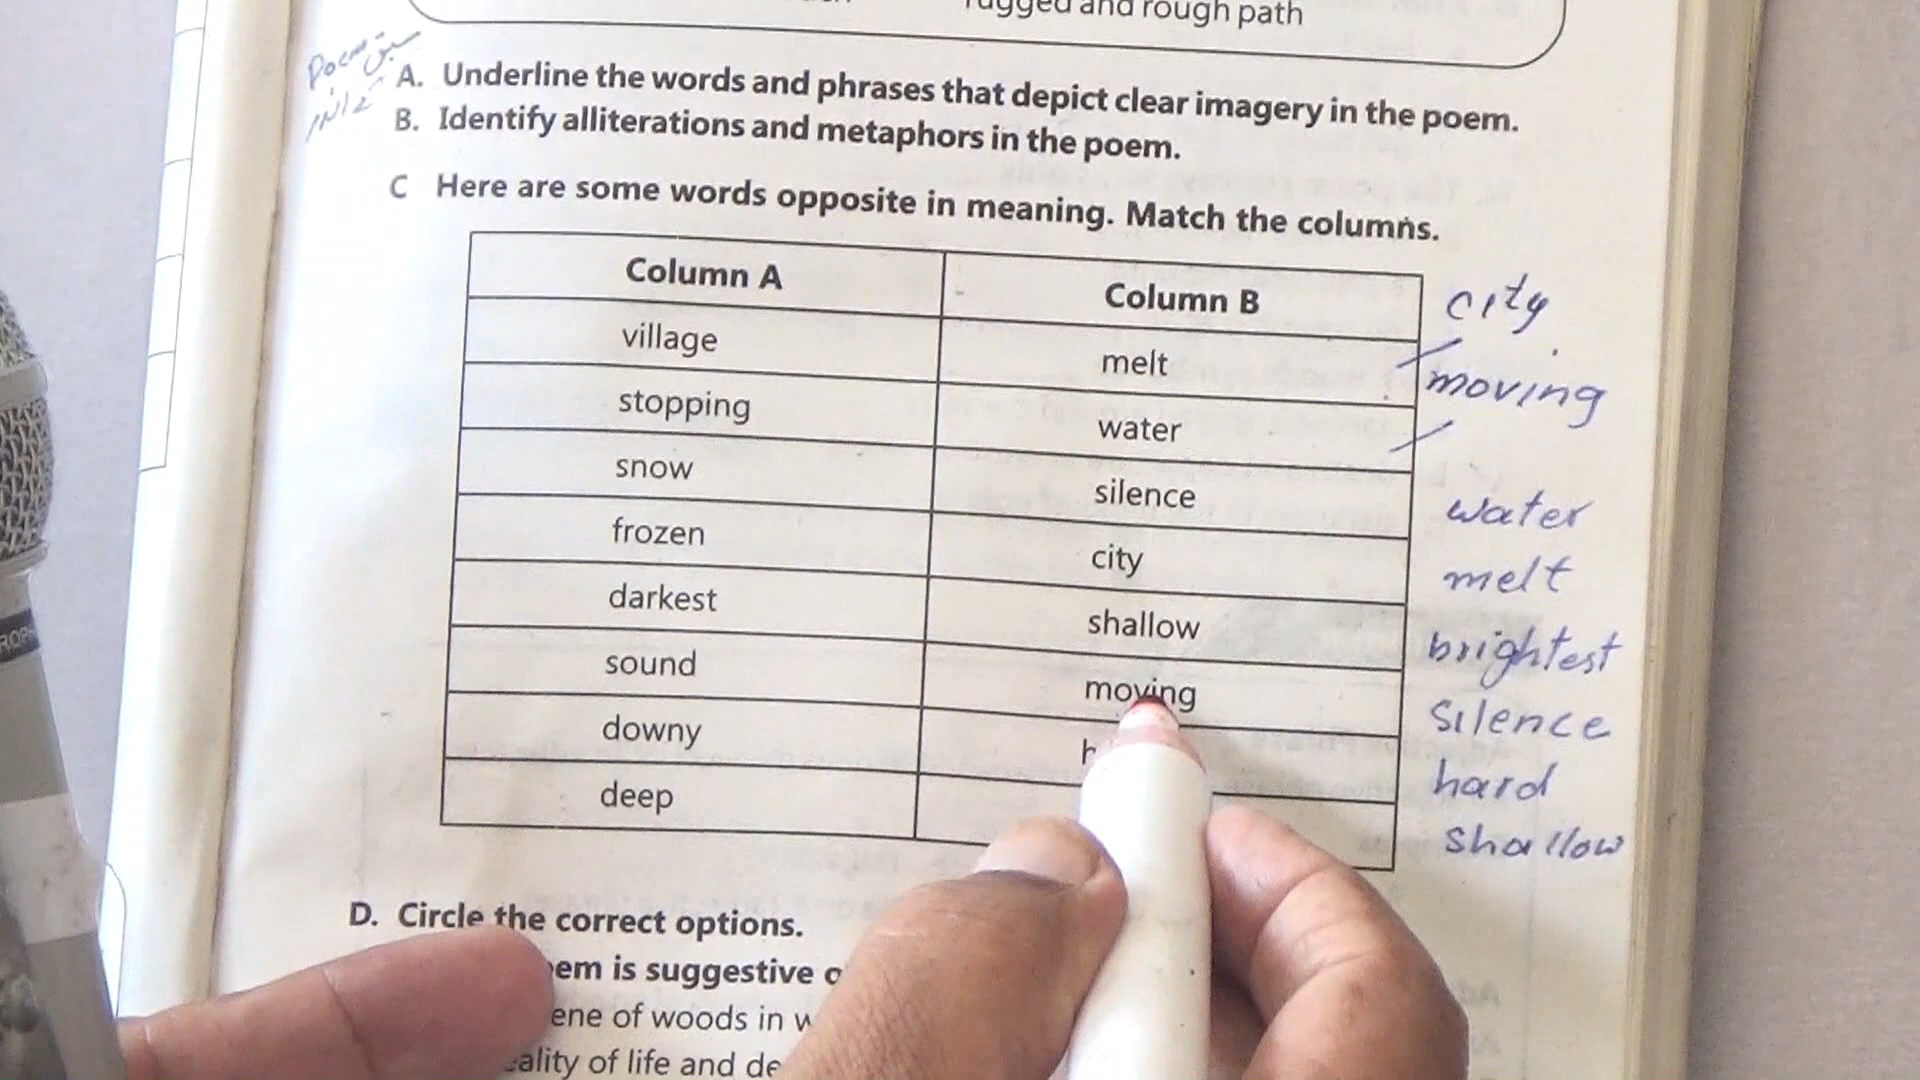 rugged and rough path
Poem سبق
A. Underline the words and phrases that depict clear imagery in the poem.
B. Identify alliterations and metaphors in the poem.
C Here are some words opposite in meaning. Match the columns.
Column A Column B city
village melt moving
stopping water
snow silence water
frozen city melt
darkest shallow brightest
sound moving silence
downy hard
deep shallow
D. Circle the correct options.
em is suggestive
ene of woods in
ality of life and